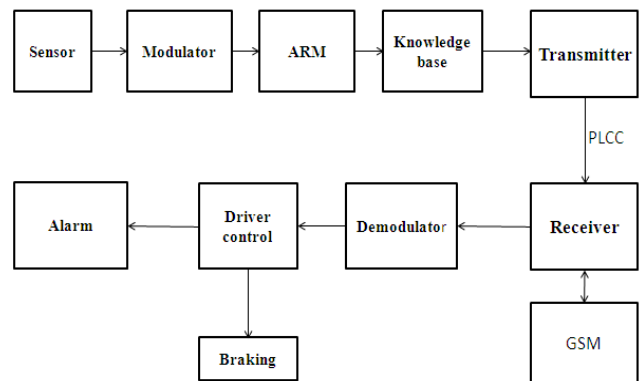 Sensor
Modulator
ARM
Knowledge
base
Transmitter
PLCC
Alarm
Driver
control
Demodulator
Receiver
Braking
GSM